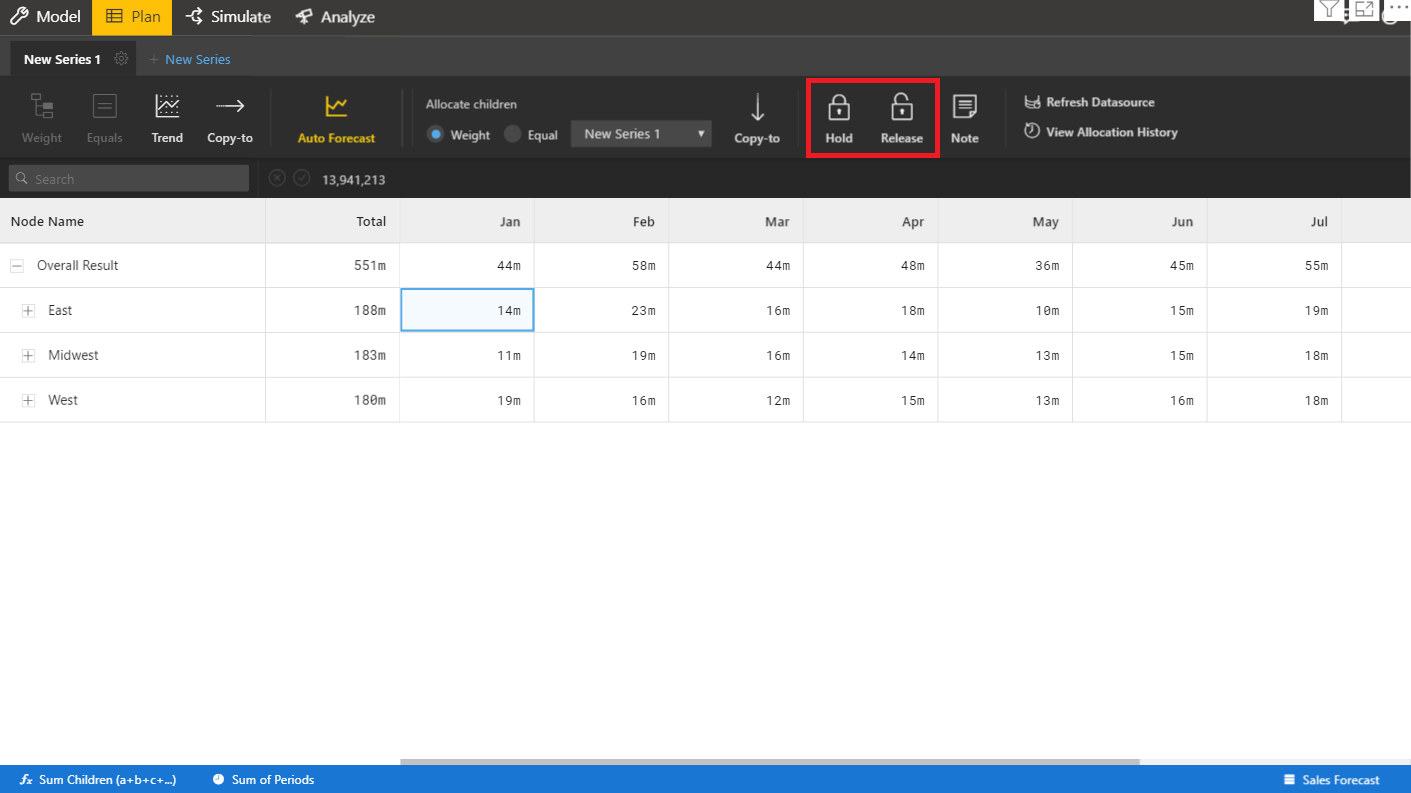 Model Plan Simulate Analyze
New Series 1 + New Series
Weight Equals Trend Copy-to Auto Forecast
Allocate children
Weight Equal New Series 1
Copy-to Hold Release Note
Refresh Datasource
View Allocation History
Search 13,941,213
Node Name Total Jan Feb Mar Apr May Jun Jul
Overall Result 551m 44m 58m 44m 48m 36m 45m 55m
East 188m 14m 23m 16m 18m 10m 15m 19m
Midwest 183m 11m 19m 16m 14m 13m 15m 18m
West 180m 19m 16m 12m 15m 13m 16m 18m
fx Sum Children (a+b+c+...) Sum of Periods Sales Forecast